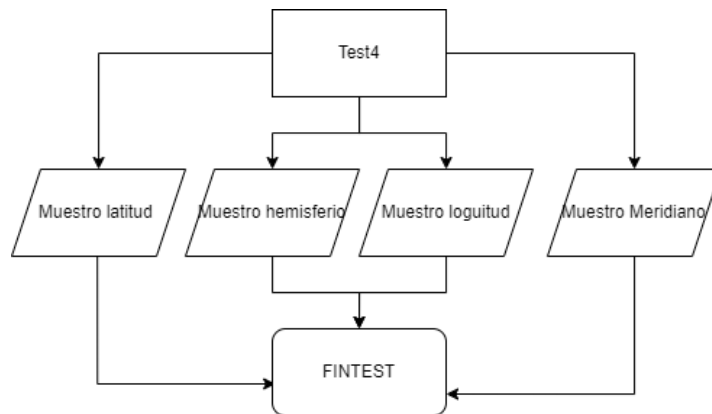 Test4
Muestro latitud
Muestro hemisferio
Muestro loguitud
Muestro Meridiano
FINTEST